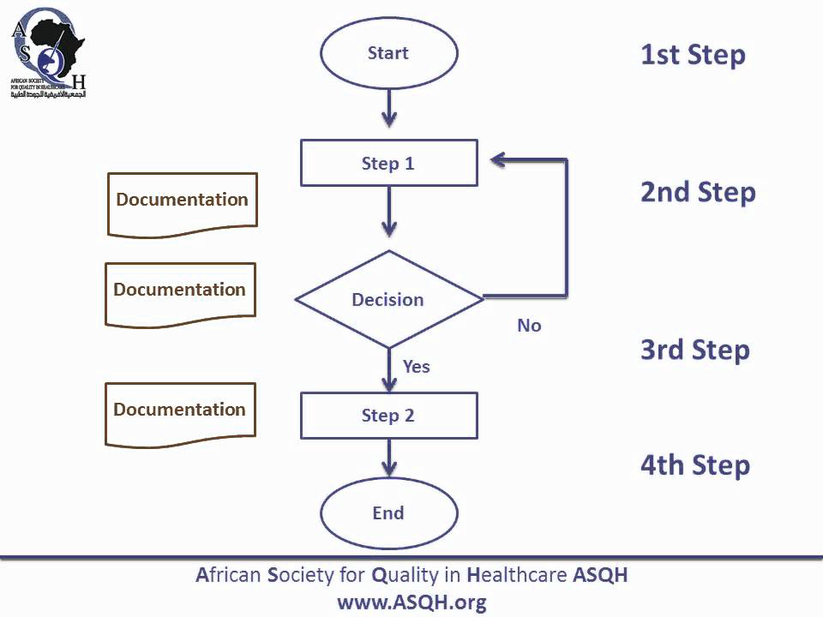 A
S
Q
H
AFRICAN SOCIETY
FOR QUALITY IN HEALTHCARE
الجمعية الافريقية للجودة الطبية
Start
1st Step
Step 1
2nd Step
Documentation
Documentation
Decision
No
3rd Step
Yes
Documentation
Step 2
4th Step
End
African Society for Quality in Healthcare ASQH
www.ASQH.org